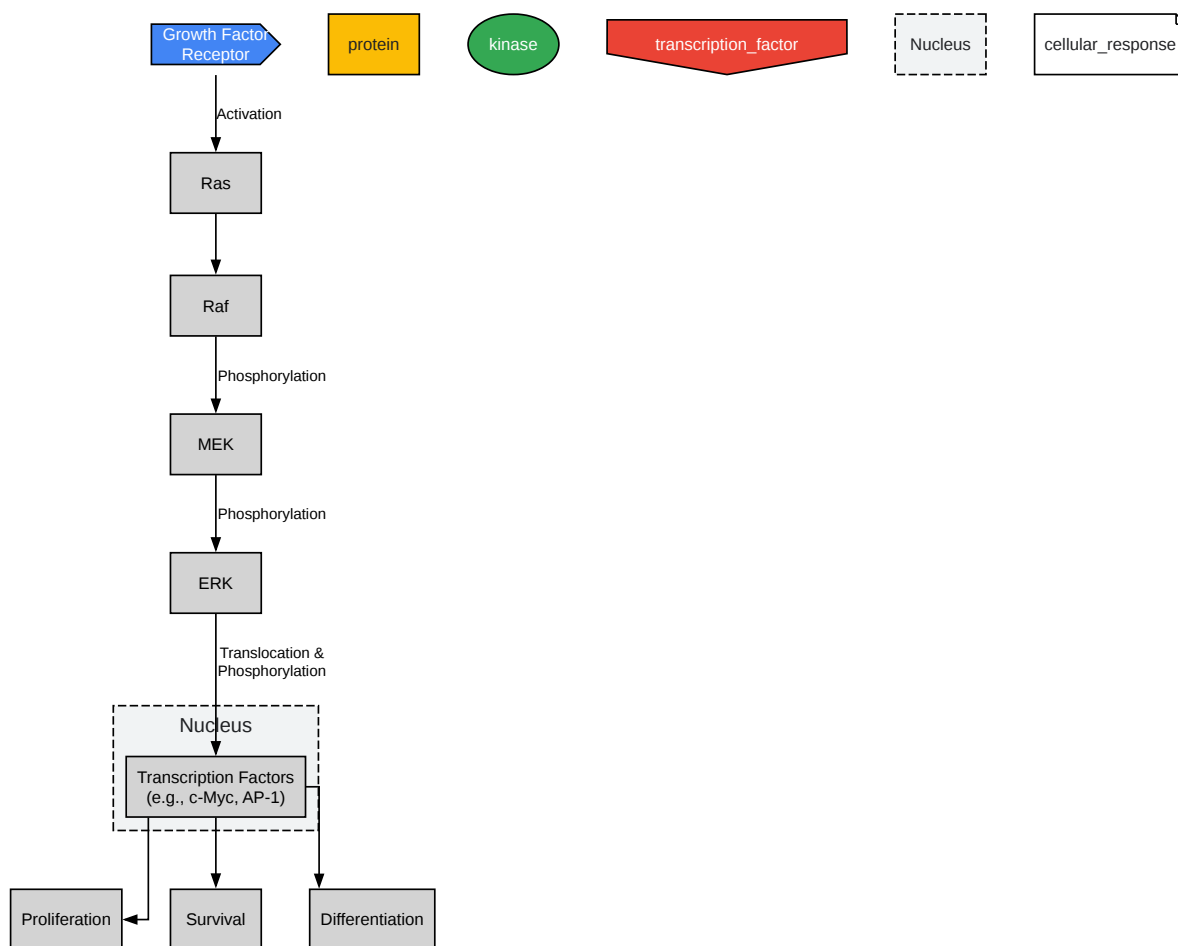 Growth Factor
Receptor
protein
kinase
transcription_factor
Nucleus
cellular_response
Activation
Ras
Raf
Phosphorylation
MEK
Phosphorylation
ERK
Translocation &
Phosphorylation
Nucleus
Transcription Factors
(e.g., c-Myc, AP-1)
Proliferation
Survival
Differentiation